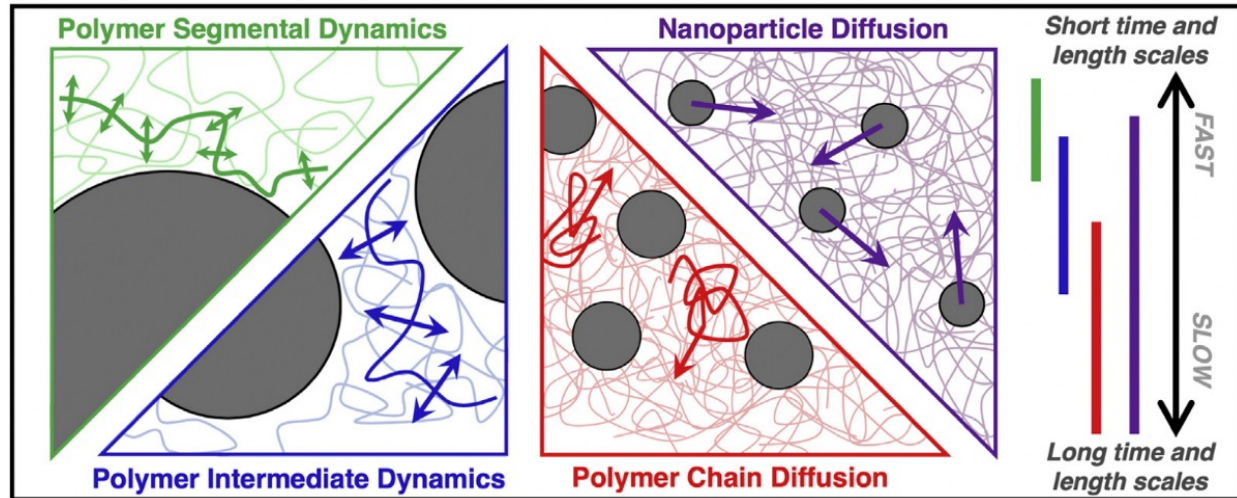 Polymer Segmental Dynamics
Nanoparticle Diffusion
Short time and
length scales
FAST
SLOW
Polymer Intermediate Dynamics
Polymer Chain Diffusion
Long time and
length scales